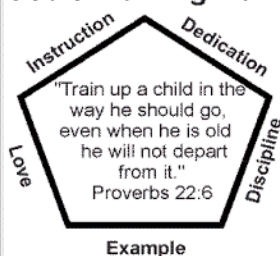 Instruction
Dedication
"Train up a child in the
way he should go,
even when he is old
he will not depart
from it."
Proverbs 22:6
Love
Discipline
Example